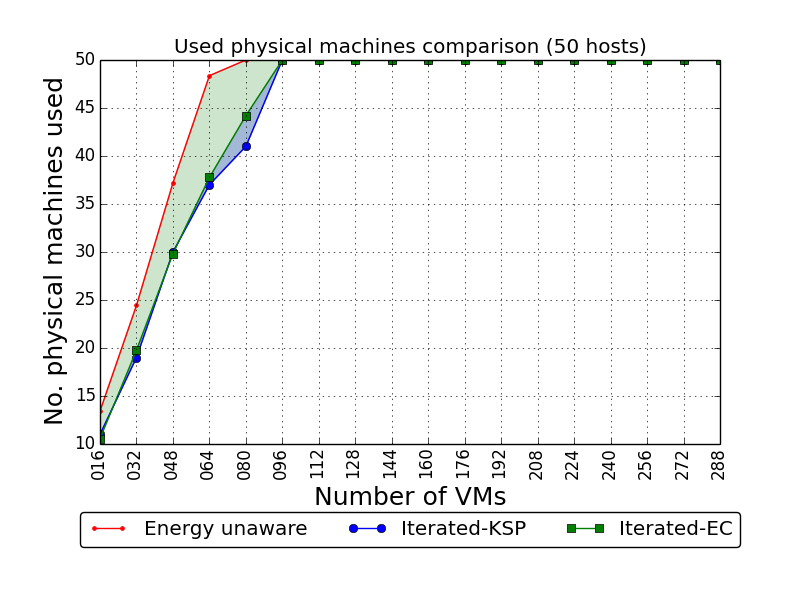 Used physical machines comparison (50 hosts)
No. physical machines used
50
45
40
35
30
25
20
15
10
016 032 048 064 080 096 112 128 144 160 176 192 208 224 240 256 272 288
Number of VMs
Energy unaware Iterated-KSP Iterated-EC